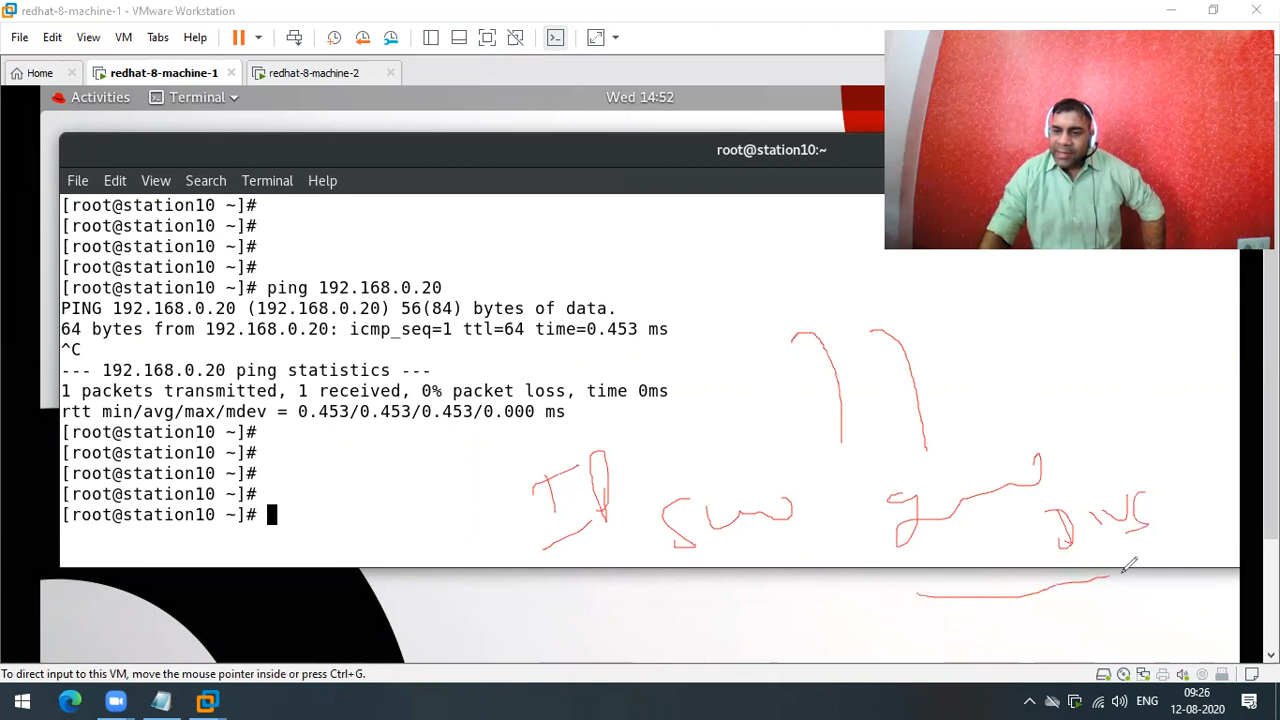 redhat-8-machine-1 - VMware Workstation
File Edit View VM Tabs Help
Home redhat-8-machine-1 redhat-8-machine-2
Activities Terminal Wed 14:52
root@station10:~
File Edit View Search Terminal Help
[root@station10 ~]#
[root@station10 ~]#
[root@station10 ~]#
[root@station10 ~]#
[root@station10 ~]# ping 192.168.0.20
PING 192.168.0.20 (192.168.0.20) 56(84) bytes of data.
64 bytes from 192.168.0.20: icmp_seq=1 ttl=64 time=0.453 ms
^C
--- 192.168.0.20 ping statistics ---
1 packets transmitted, 1 received, 0% packet loss, time 0ms
rtt min/avg/max/mdev = 0.453/0.453/0.453/0.000 ms
[root@station10 ~]#
[root@station10 ~]#
[root@station10 ~]#
[root@station10 ~]#
[root@station10 ~]#
IP DNS
To direct input to this VM, move the mouse pointer inside or press Ctrl+G.
ENG 09:26
12-08-2020